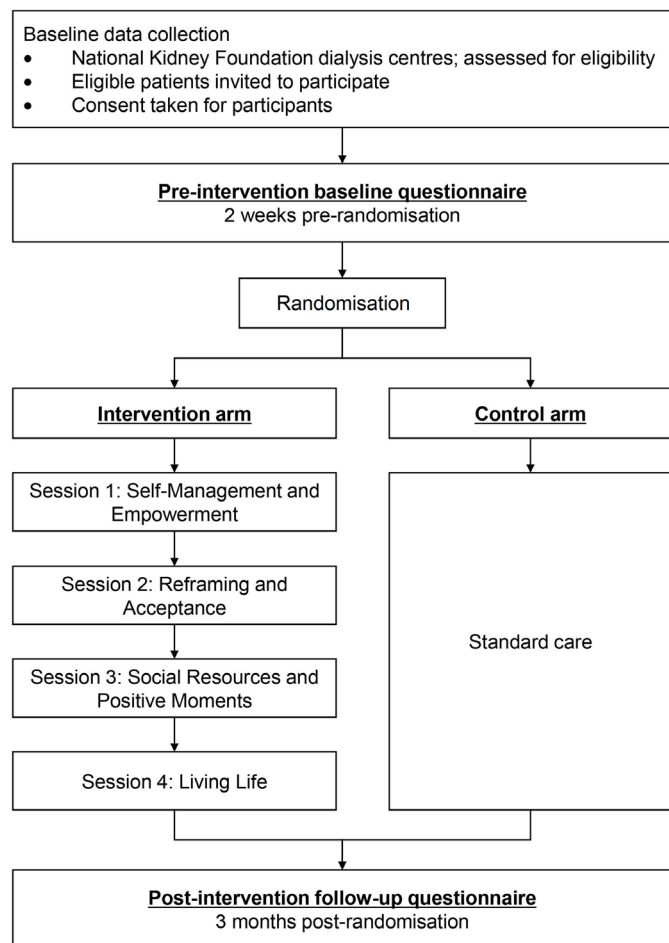 Baseline data collection
• National Kidney Foundation dialysis centres; assessed for eligibility
• Eligible patients invited to participate
• Consent taken for participants
Pre-intervention baseline questionnaire
2 weeks pre-randomisation
Randomisation
Intervention arm
Control arm
Session 1: Self-Management and
Empowerment
Session 2: Reframing and
Acceptance
Session 3: Social Resources and
Positive Moments
Session 4: Living Life
Standard care
Post-intervention follow-up questionnaire
3 months post-randomisation